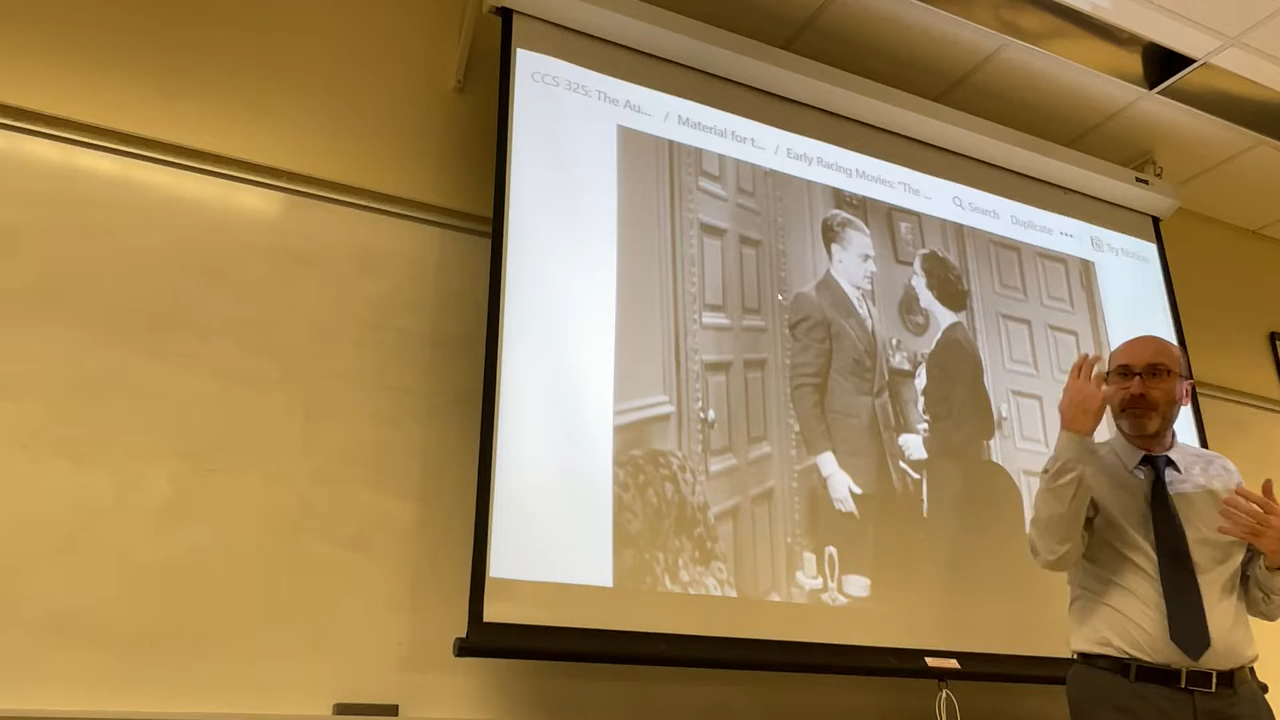 CCS 325: The Au... / Material for t... / Early Racing Movies: "The ... Search Duplicate ••• Try Notion